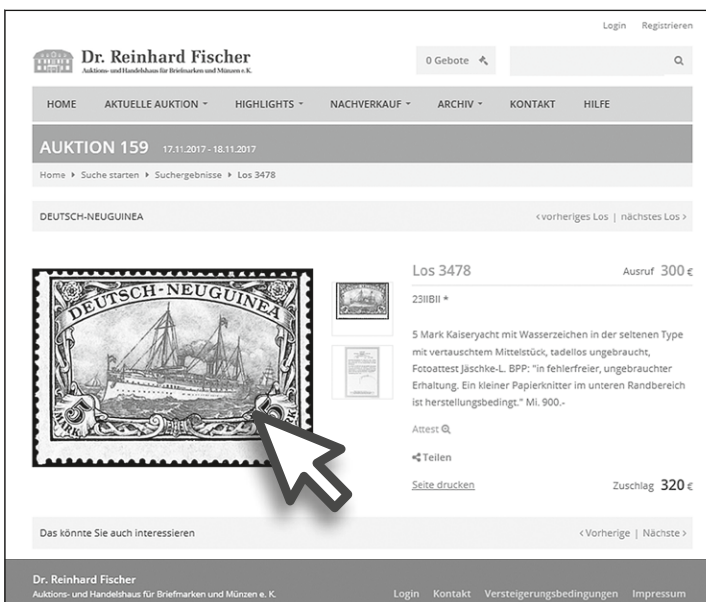 Login Registrieren
Dr. Reinhard Fischer
Auktions- und Handelshaus für Briefmarken und Münzen e.K.
0 Gebote
HOME AKTUELLE AUKTION HIGHLIGHTS NACHVERKAUF ARCHIV KONTAKT HILFE
AUKTION 159 17.11.2017 - 18.11.2017
Home Suche starten Suchergebnisse Los 3478
DEUTSCH-NEUGUINEA <vorheriges Los | nächstes Los>
DEUTSCH-NEUGUINEA
5 MARK 5 MARK
Los 3478 Ausruf 300 €
23IIBII *
5 Mark Kaiseryacht mit Wasserzeichen in der seltenen Type
mit vertauschtem Mittelstück, tadellos ungebraucht,
Fotoattest Jäschke-L. BPP: "in fehlerfreier, ungebrauchter
Erhaltung. Ein kleiner Papierknitter im unteren Randbereich
ist herstellungsbedingt." Mi. 900.-
Attest
Teilen
Seite drucken Zuschlag 320 €
Das könnte Sie auch interessieren <Vorherige | Nächste>
Dr. Reinhard Fischer
Auktions- und Handelshaus für Briefmarken und Münzen e. K. Login Kontakt Versteigerungsbedingungen Impressum